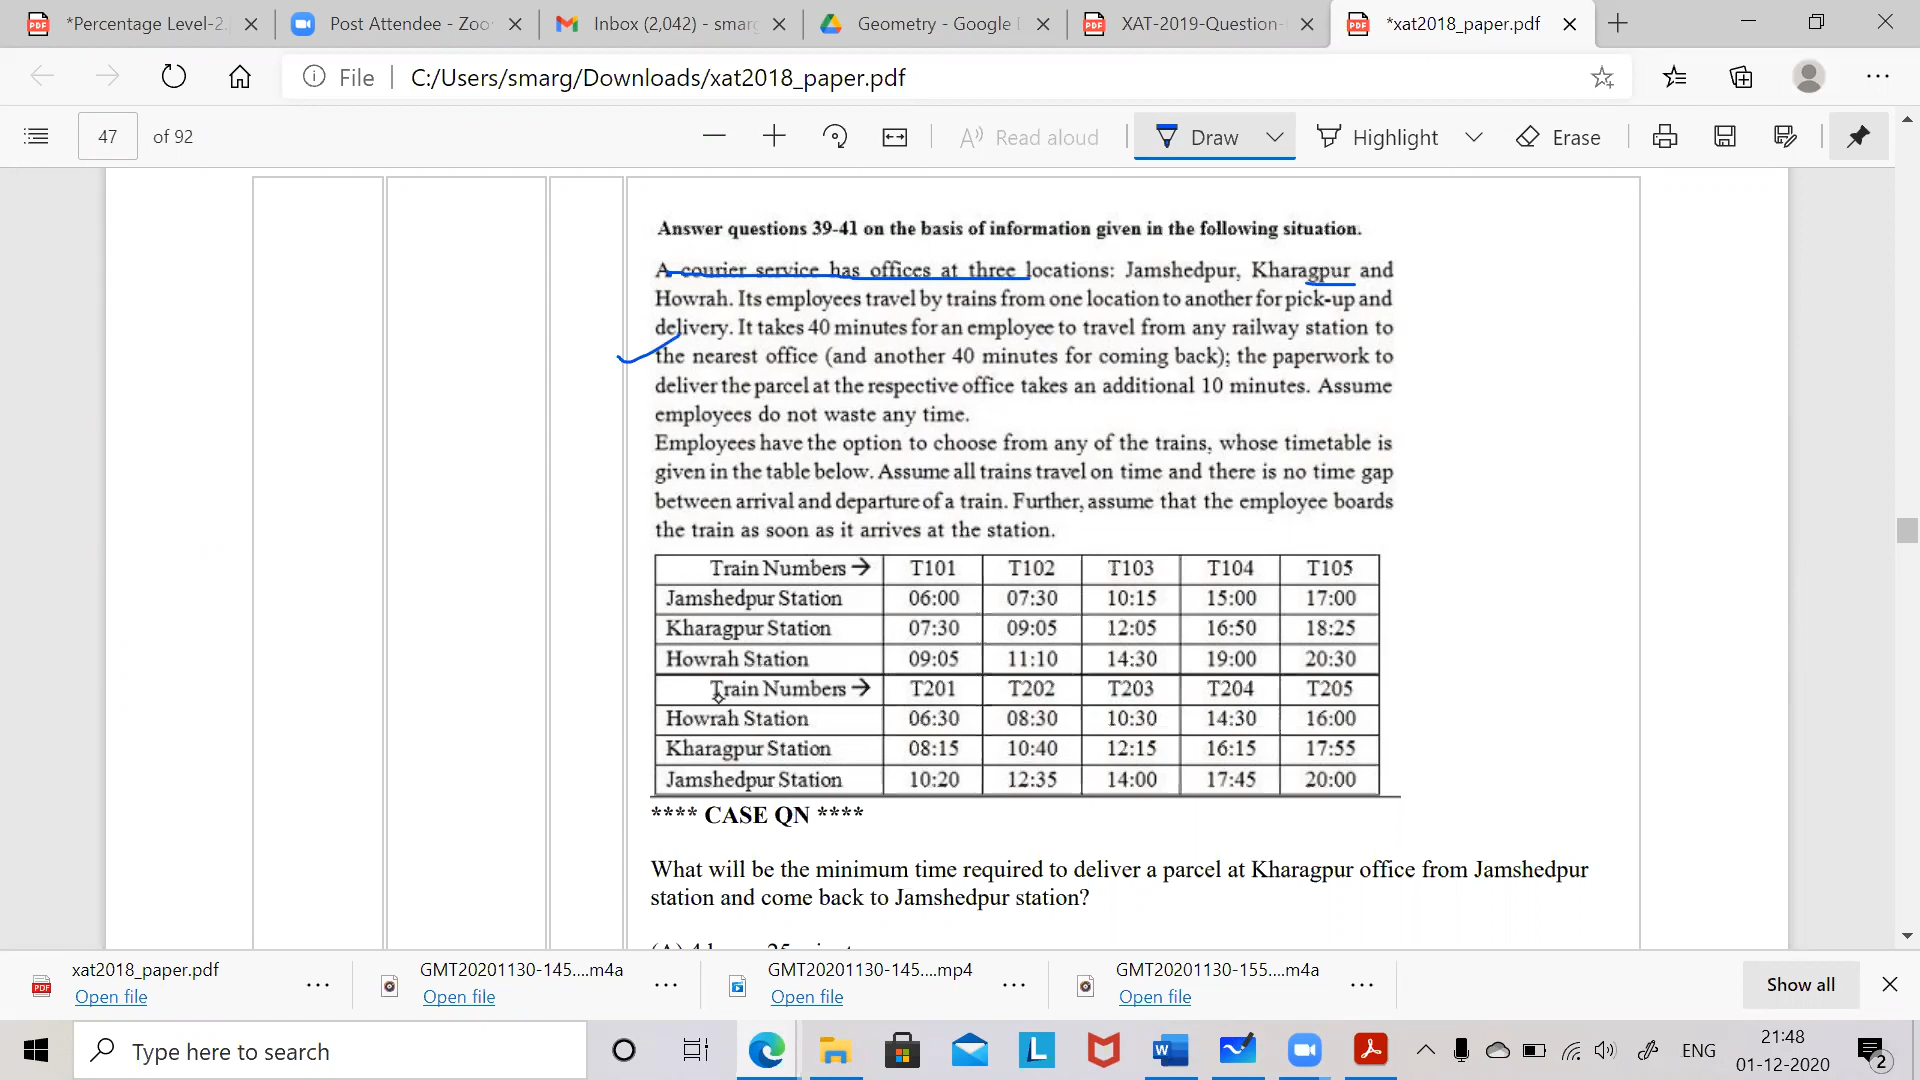 *Percentage Level-2.
Post Attendee - Zoo
Inbox (2,042) - smarg
Geometry - Google
XAT-2019-Question-
*xat2018_paper.pdf
File
C:/Users/smarg/Downloads/xat2018_paper.pdf
47 of 92
Read aloud
Draw
Highlight
Erase
Answer questions 39-41 on the basis of information given in the following situation.
A courier service has offices at three locations: Jamshedpur, Kharagpur and
Howrah. Its employees travel by trains from one location to another for pick-up and
delivery. It takes 40 minutes for an employee to travel from any railway station to
the nearest office (and another 40 minutes for coming back); the paperwork to
deliver the parcel at the respective office takes an additional 10 minutes. Assume
employees do not waste any time.
Employees have the option to choose from any of the trains, whose timetable is
given in the table below. Assume all trains travel on time and there is no time gap
between arrival and departure of a train. Further, assume that the employee boards
the train as soon as it arrives at the station.
Train Numbers → T101 T102 T103 T104 T105
Jamshedpur Station 06:00 07:30 10:15 15:00 17:00
Kharagpur Station 07:30 09:05 12:05 16:50 18:25
Howrah Station 09:05 11:10 14:30 19:00 20:30
Train Numbers → T201 T202 T203 T204 T205
Howrah Station 06:30 08:30 10:30 14:30 16:00
Kharagpur Station 08:15 10:40 12:15 16:15 17:55
Jamshedpur Station 10:20 12:35 14:00 17:45 20:00
**** CASE QN ****
What will be the minimum time required to deliver a parcel at Kharagpur office from Jamshedpur
station and come back to Jamshedpur station?
xat2018_paper.pdf
Open file
GMT20201130-145....m4a
Open file
GMT20201130-145....mp4
Open file
GMT20201130-155....m4a
Open file
Show all
Type here to search
ENG
21:48
01-12-2020
2